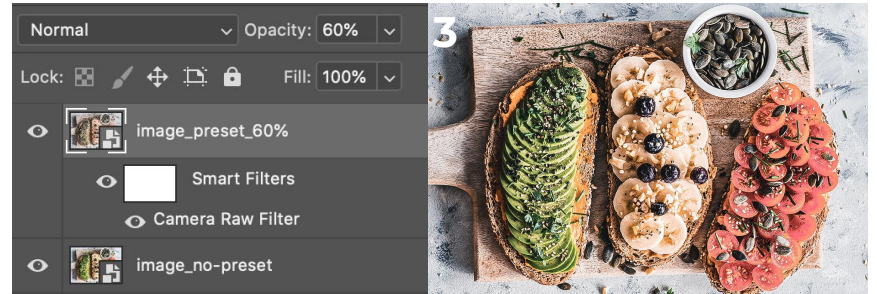 Normal Opacity: 60%
Lock: Fill: 100%
image_preset_60%
Smart Filters
Camera Raw Filter
image_no-preset
3